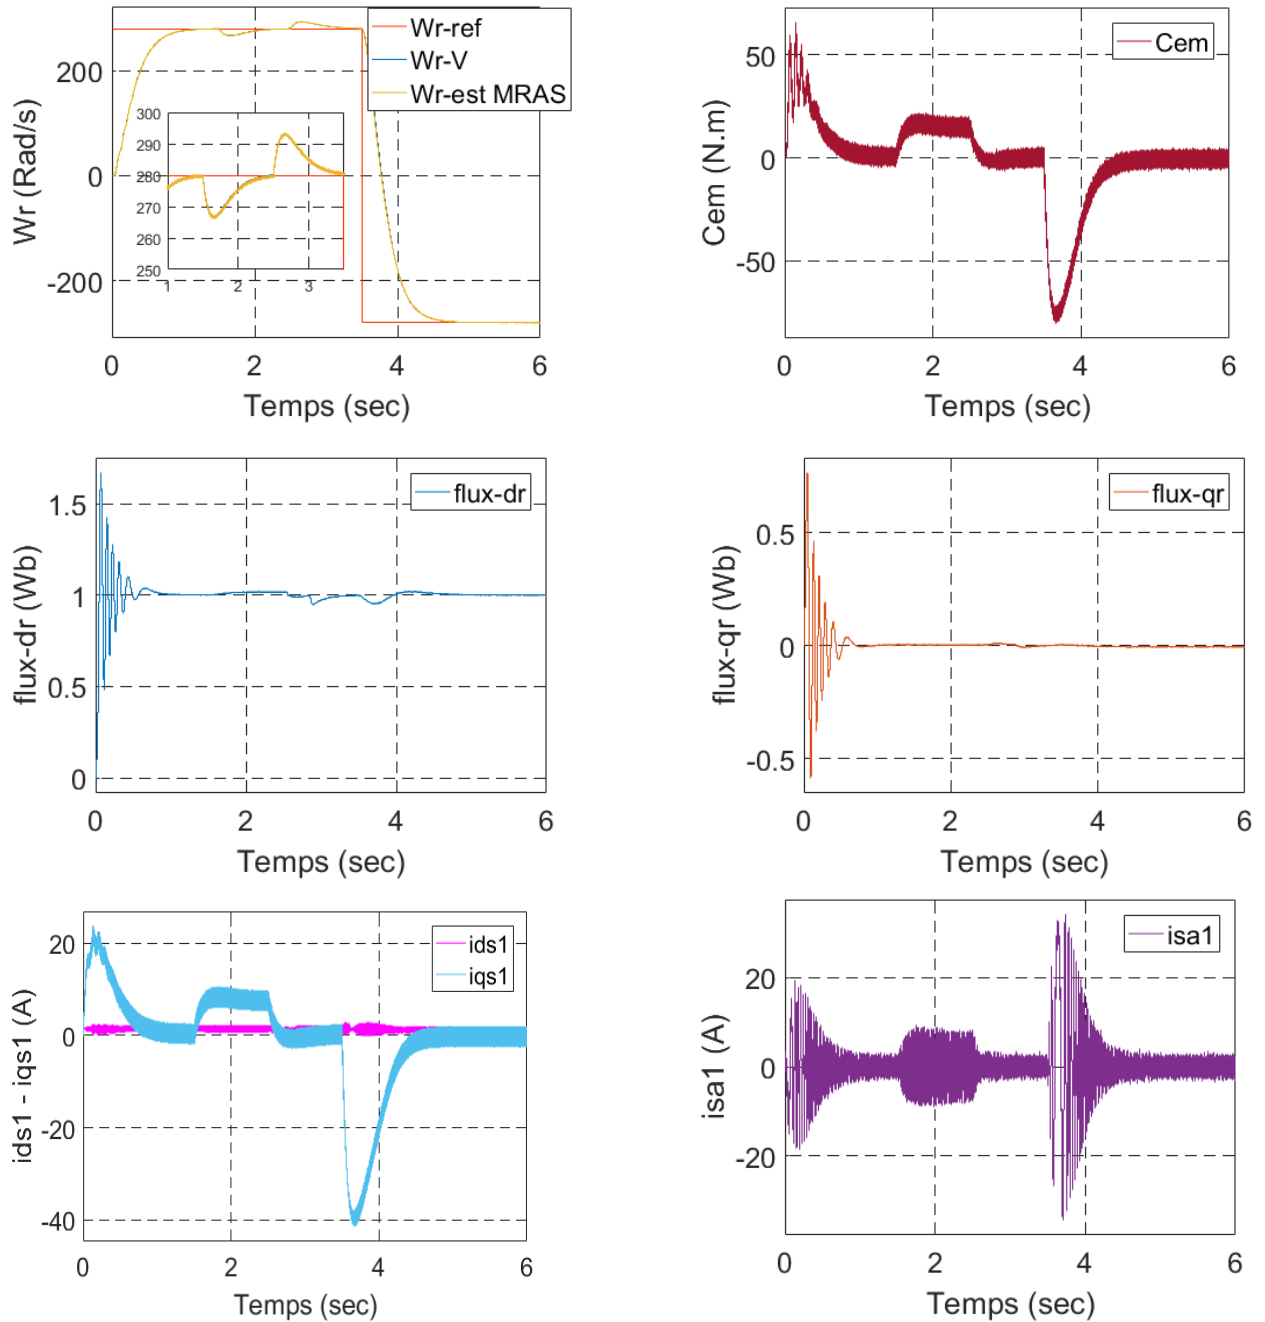 Wr-ref
Wr-V
Wr-est MRAS
200
0
-200
Wr (Rad/s)
300
290
280
270
260
250
1 2 3
0 2 4 6
Temps (sec)
Cem
50
0
-50
Cem (N.m)
0 2 4 6
Temps (sec)
flux-dr
1.5
1
0.5
0
flux-dr (Wb)
0 2 4 6
Temps (sec)
flux-qr
0.5
0
-0.5
flux-qr (Wb)
0 2 4 6
Temps (sec)
ids1
iqs1
20
0
-20
-40
ids1 - iqs1 (A)
0 2 4 6
Temps (sec)
isa1
20
0
-20
isa1 (A)
0 2 4 6
Temps (sec)